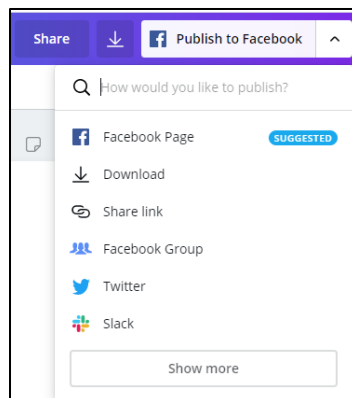 Share
Publish to Facebook
How would you like to publish?
Facebook Page SUGGESTED
Download
Share link
Facebook Group
Twitter
Slack
Show more